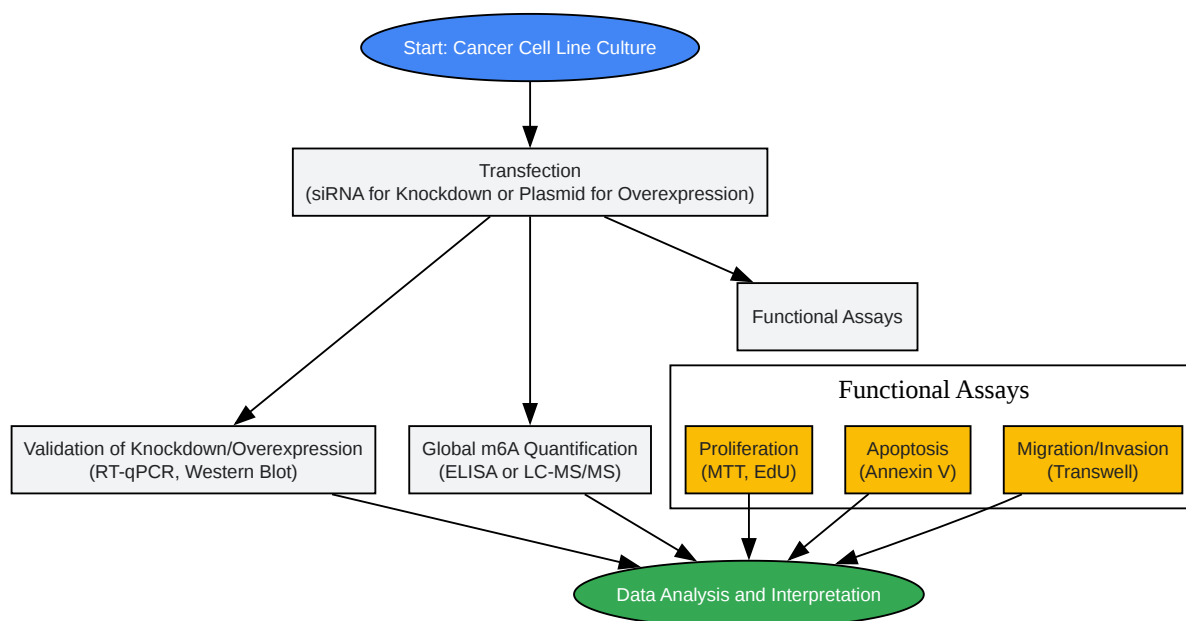 Start: Cancer Cell Line Culture
Transfection
(siRNA for Knockdown or Plasmid for Overexpression)
Functional Assays
Functional Assays
Validation of Knockdown/Overexpression
(RT-qPCR, Western Blot)
Global m6A Quantification
(ELISA or LC-MS/MS)
Proliferation
(MTT, EdU)
Apoptosis
(Annexin V)
Migration/Invasion
(Transwell)
Data Analysis and Interpretation